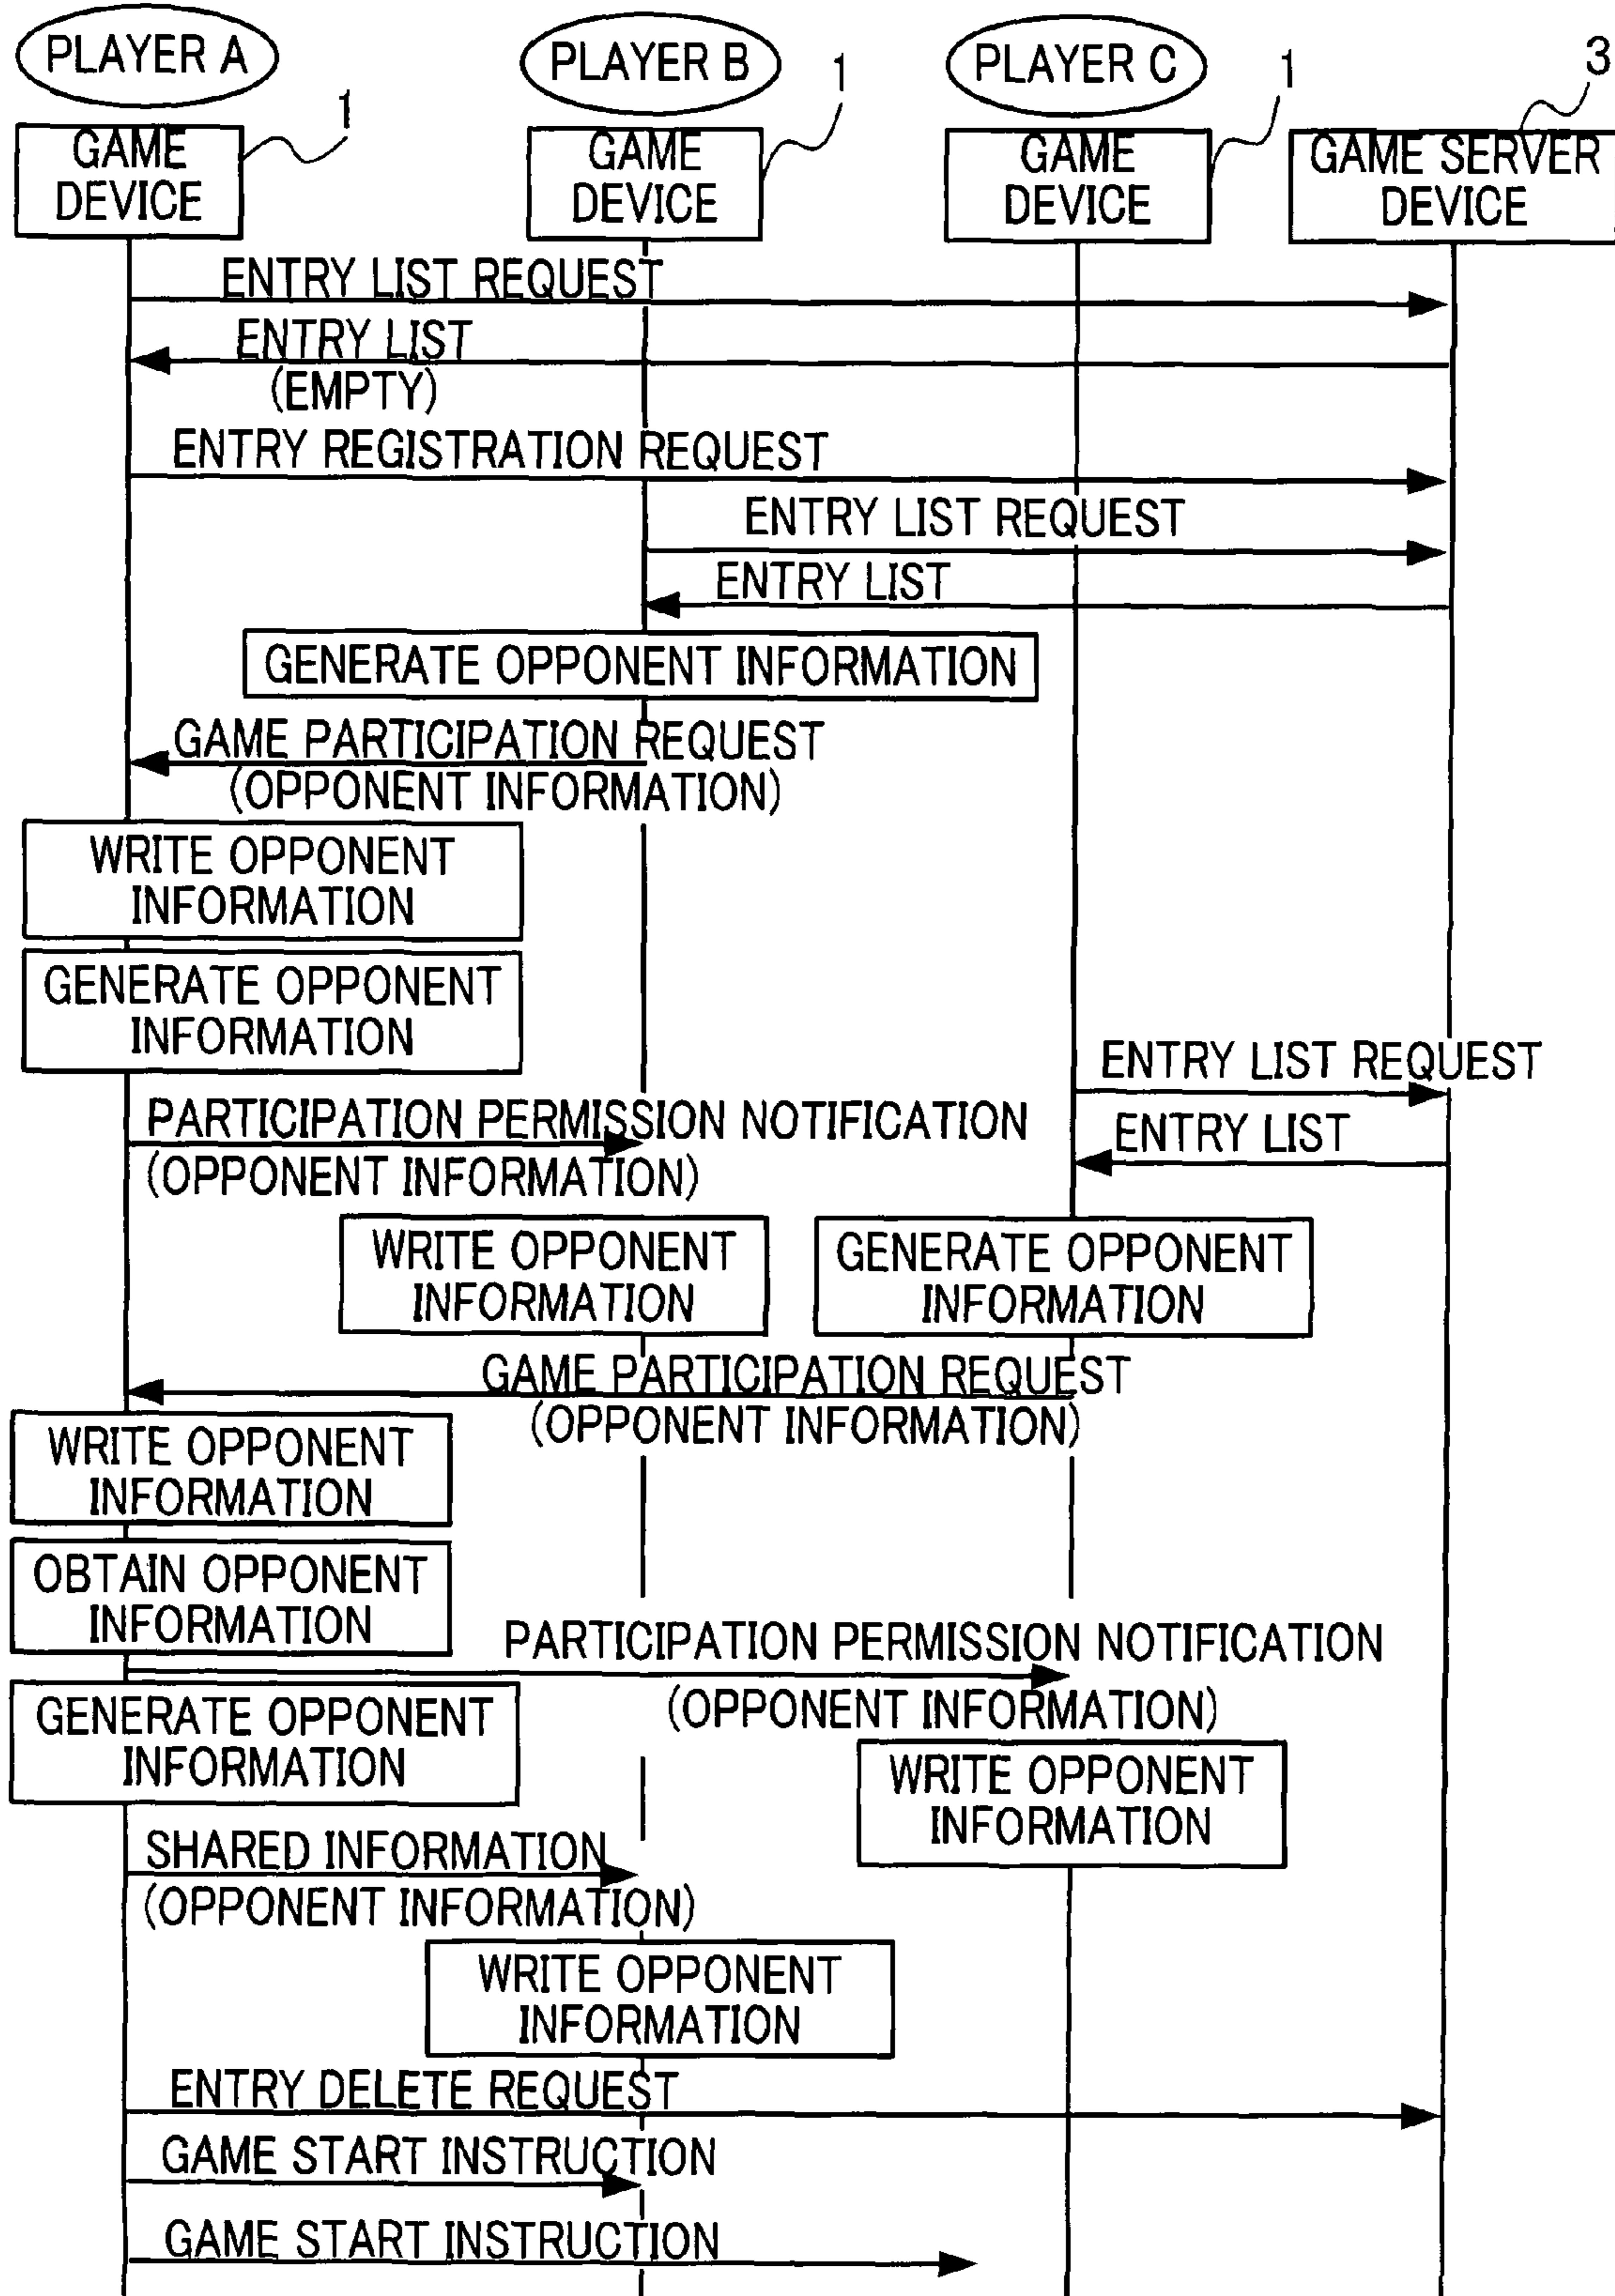 PLAYER A
PLAYER B
PLAYER C
1
1
1
3
GAME
DEVICE
GAME
DEVICE
GAME
DEVICE
GAME SERVER
DEVICE
ENTRY LIST REQUEST
ENTRY LIST
(EMPTY)
ENTRY REGISTRATION REQUEST
ENTRY LIST REQUEST
ENTRY LIST
GENERATE OPPONENT INFORMATION
GAME PARTICIPATION REQUEST
(OPPONENT INFORMATION)
WRITE OPPONENT
INFORMATION
GENERATE OPPONENT
INFORMATION
ENTRY LIST REQUEST
ENTRY LIST
PARTICIPATION PERMISSION NOTIFICATION
(OPPONENT INFORMATION)
WRITE OPPONENT
INFORMATION
GENERATE OPPONENT
INFORMATION
GAME PARTICIPATION REQUEST
(OPPONENT INFORMATION)
WRITE OPPONENT
INFORMATION
OBTAIN OPPONENT
INFORMATION
PARTICIPATION PERMISSION NOTIFICATION
(OPPONENT INFORMATION)
GENERATE OPPONENT
INFORMATION
WRITE OPPONENT
INFORMATION
SHARED INFORMATION
(OPPONENT INFORMATION)
WRITE OPPONENT
INFORMATION
ENTRY DELETE REQUEST
GAME START INSTRUCTION
GAME START INSTRUCTION